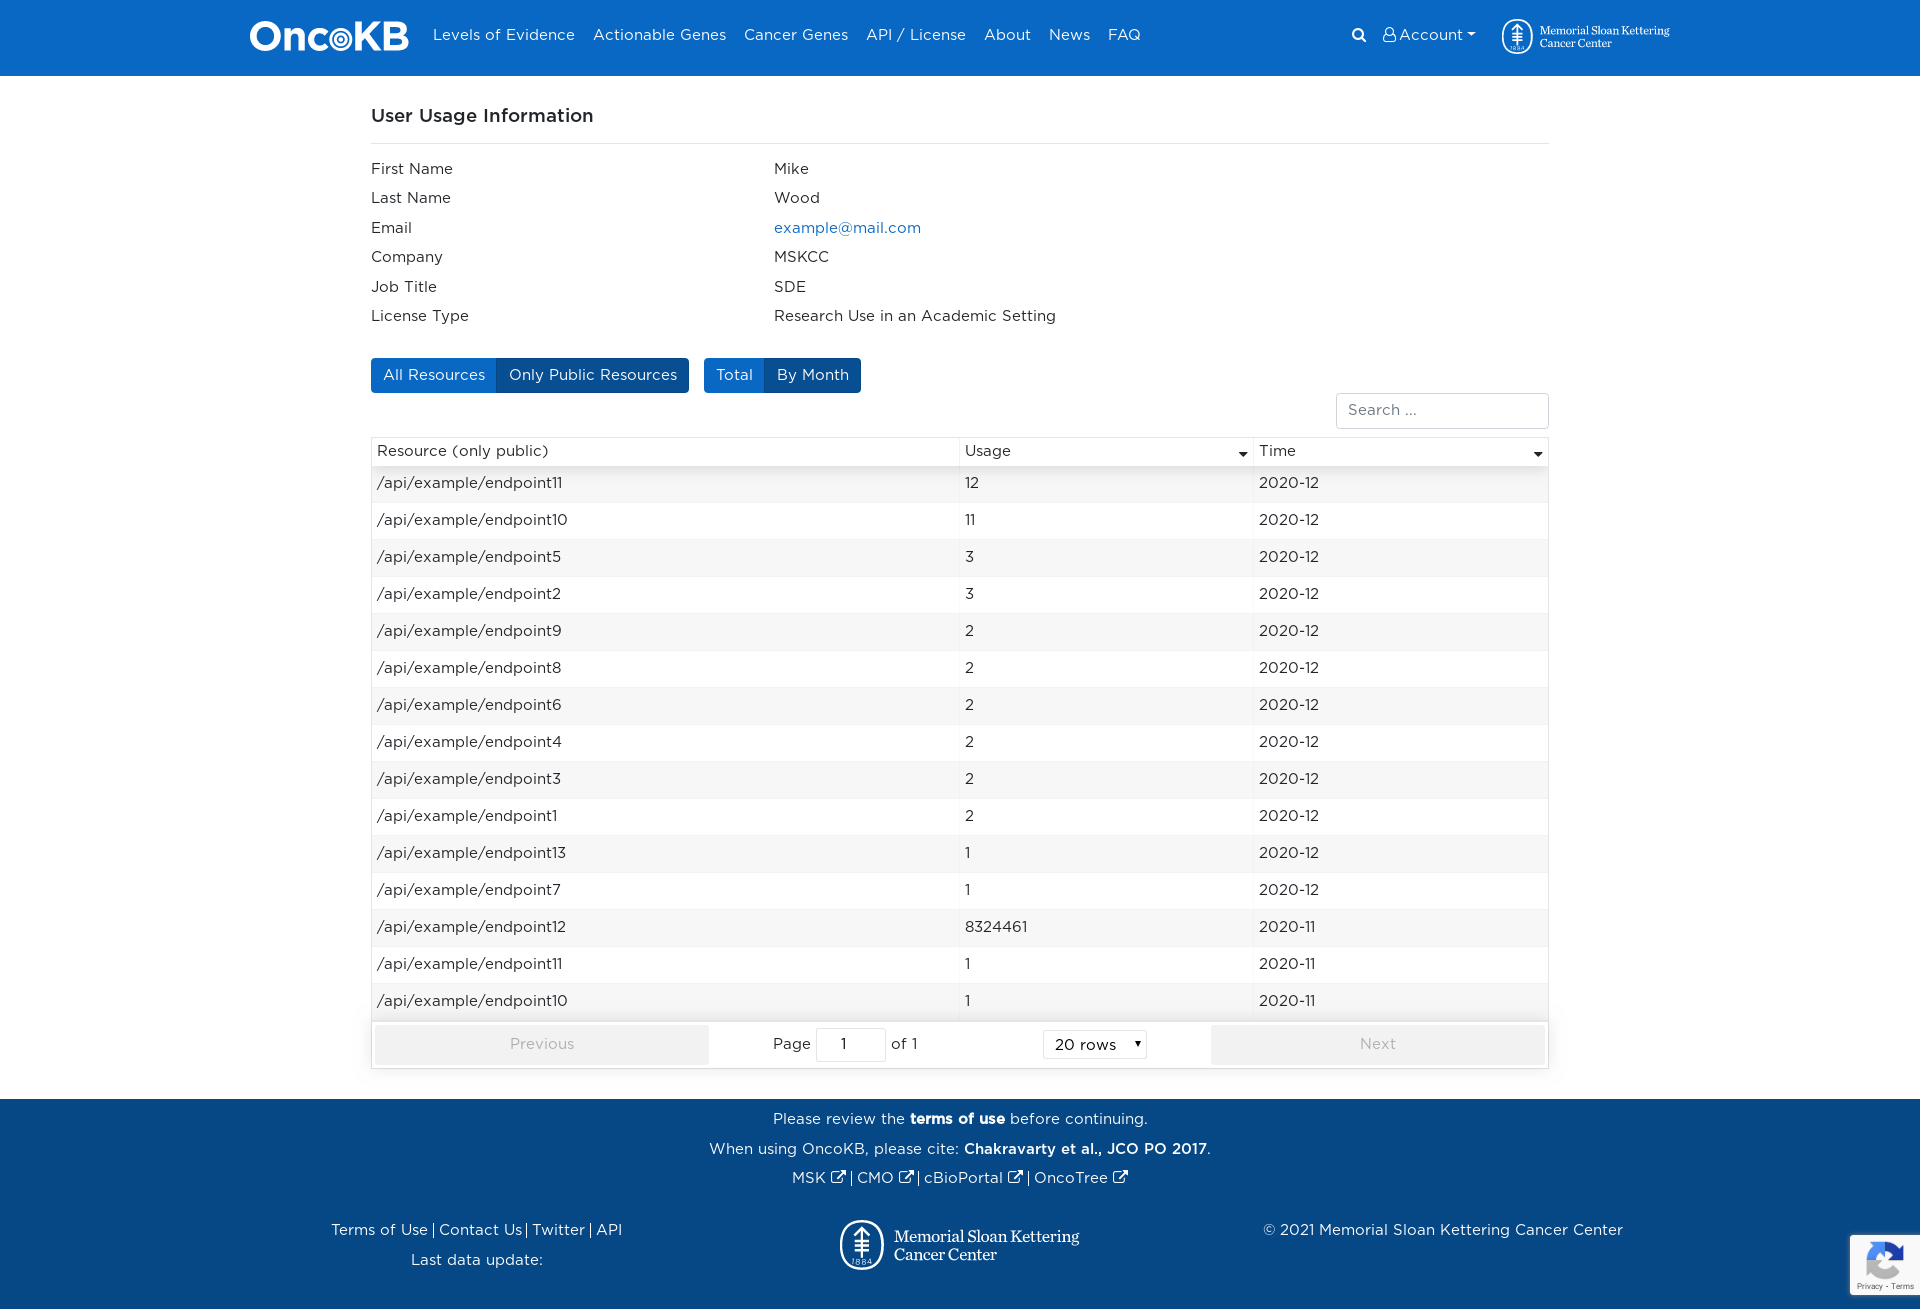 OncoKB Levels of Evidence Actionable Genes Cancer Genes API / License About News FAQ Account 1884 Memorial Sloan Kettering Cancer Center
User Usage Information
First Name Mike
Last Name Wood
Email example@mail.com
Company MSKCC
Job Title SDE
License Type Research Use in an Academic Setting
All Resources Only Public Resources Total By Month
Search ...
Resource (only public) Usage Time
/api/example/endpoint11 12 2020-12
/api/example/endpoint10 11 2020-12
/api/example/endpoint5 3 2020-12
/api/example/endpoint2 3 2020-12
/api/example/endpoint9 2 2020-12
/api/example/endpoint8 2 2020-12
/api/example/endpoint6 2 2020-12
/api/example/endpoint4 2 2020-12
/api/example/endpoint3 2 2020-12
/api/example/endpoint1 2 2020-12
/api/example/endpoint13 1 2020-12
/api/example/endpoint7 1 2020-12
/api/example/endpoint12 8324461 2020-11
/api/example/endpoint11 1 2020-11
/api/example/endpoint10 1 2020-11
Previous Page 1 of 1 20 rows Next
Please review the terms of use before continuing.
When using OncoKB, please cite: Chakravarty et al., JCO PO 2017.
MSK | CMO | cBioPortal | OncoTree
Terms of Use | Contact Us | Twitter | API
Last data update:
1884 Memorial Sloan Kettering
Cancer Center
© 2021 Memorial Sloan Kettering Cancer Center
Privacy - Terms